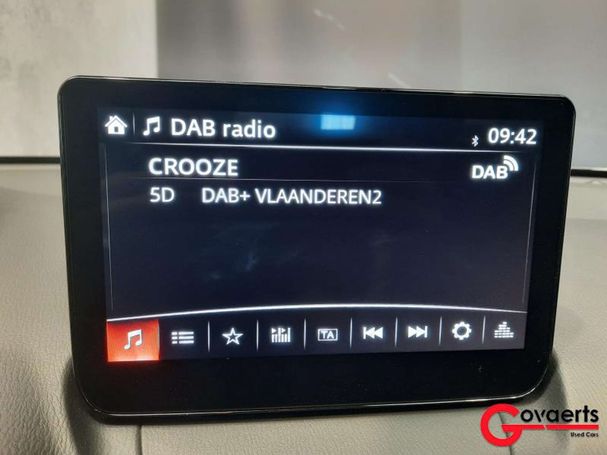 DAB radio 09:42
CROOZE DAB
5D DAB+ VLAANDEREN2
TA
Govaerts
Used Cars